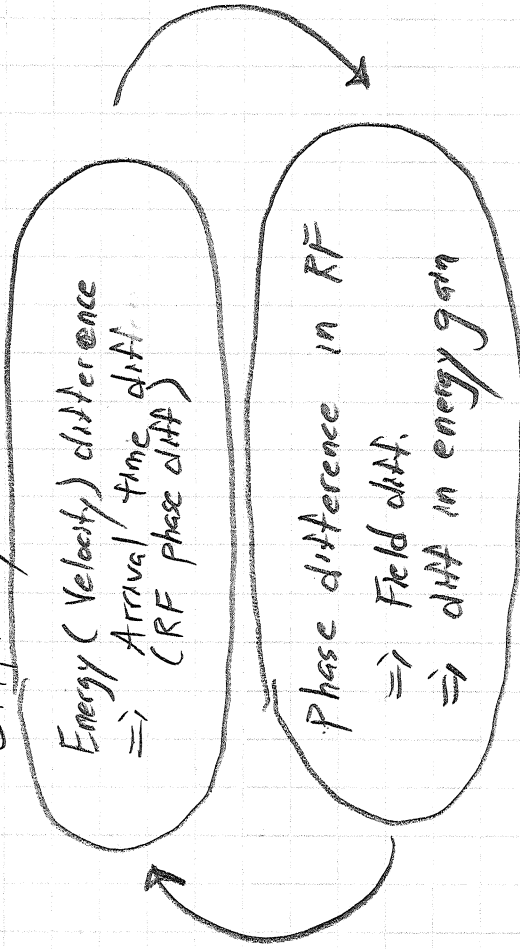 Energy (Velocity) difference
=> Arrival time diff.
(RF phase diff)
Phase difference in RF
=> Field diff.
=> diff in energy gain